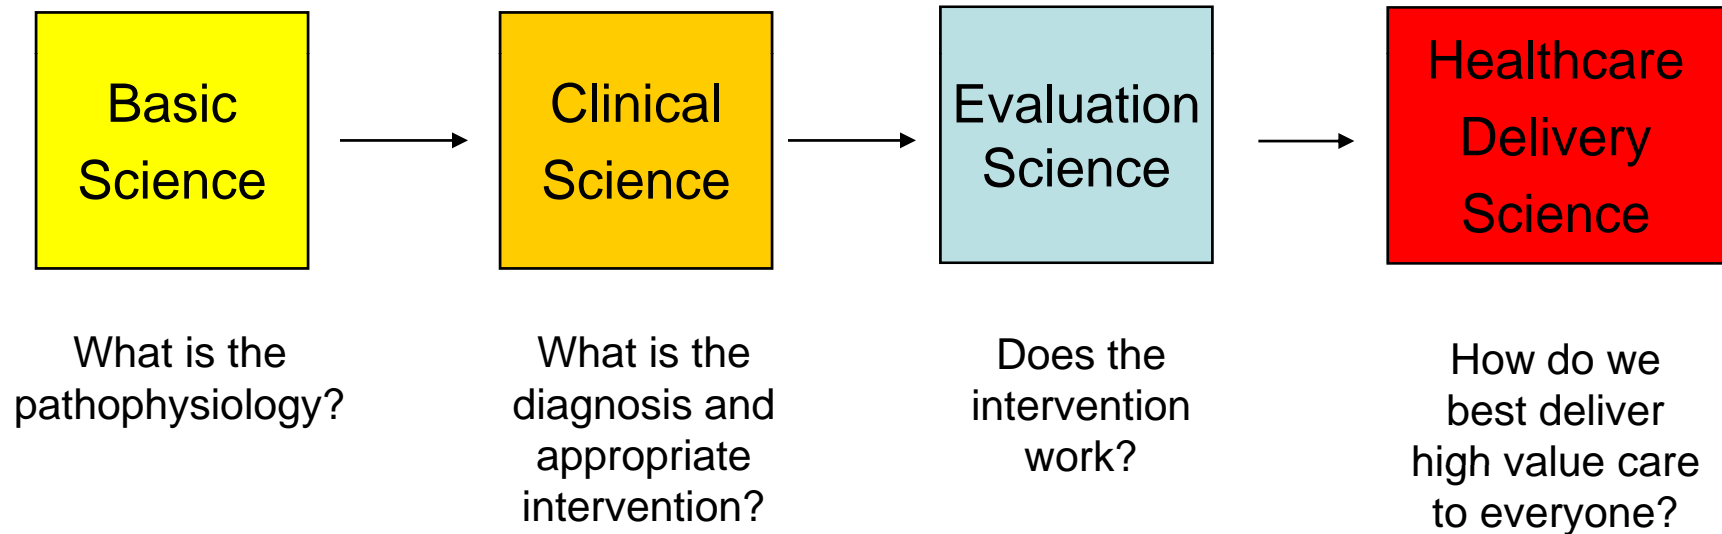 Basic
Science
Clinical
Science
Evaluation
Science
Healthcare
Delivery
Science
What is the
pathophysiology?
What is the
diagnosis and
appropriate
intervention?
Does the
intervention
work?
How do we
best deliver
high value care
to everyone?